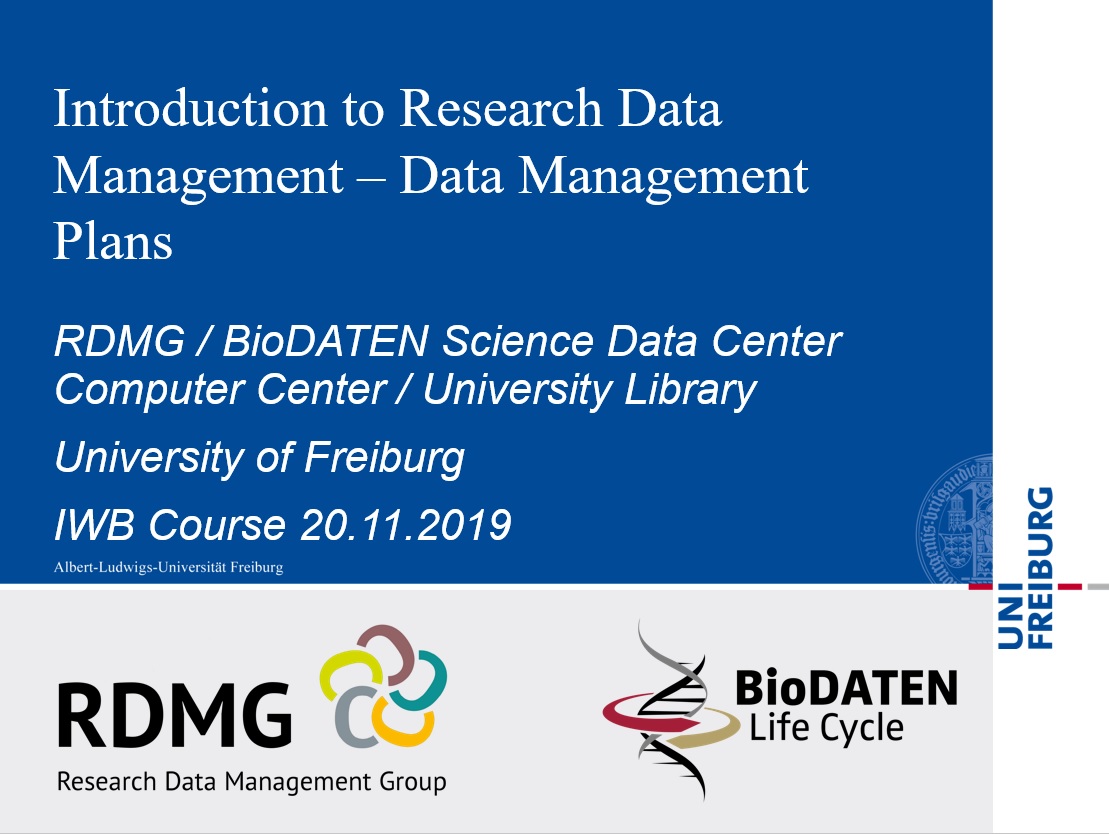 Introduction to Research Data
Management – Data Management
Plans
RDMG / BioDATEN Science Data Center
Computer Center / University Library
University of Freiburg
IWB Course 20.11.2019
Albert-Ludwigs-Universität Freiburg
UNI
FREIBURG
RDMG
Research Data Management Group
BioDATEN
Life Cycle